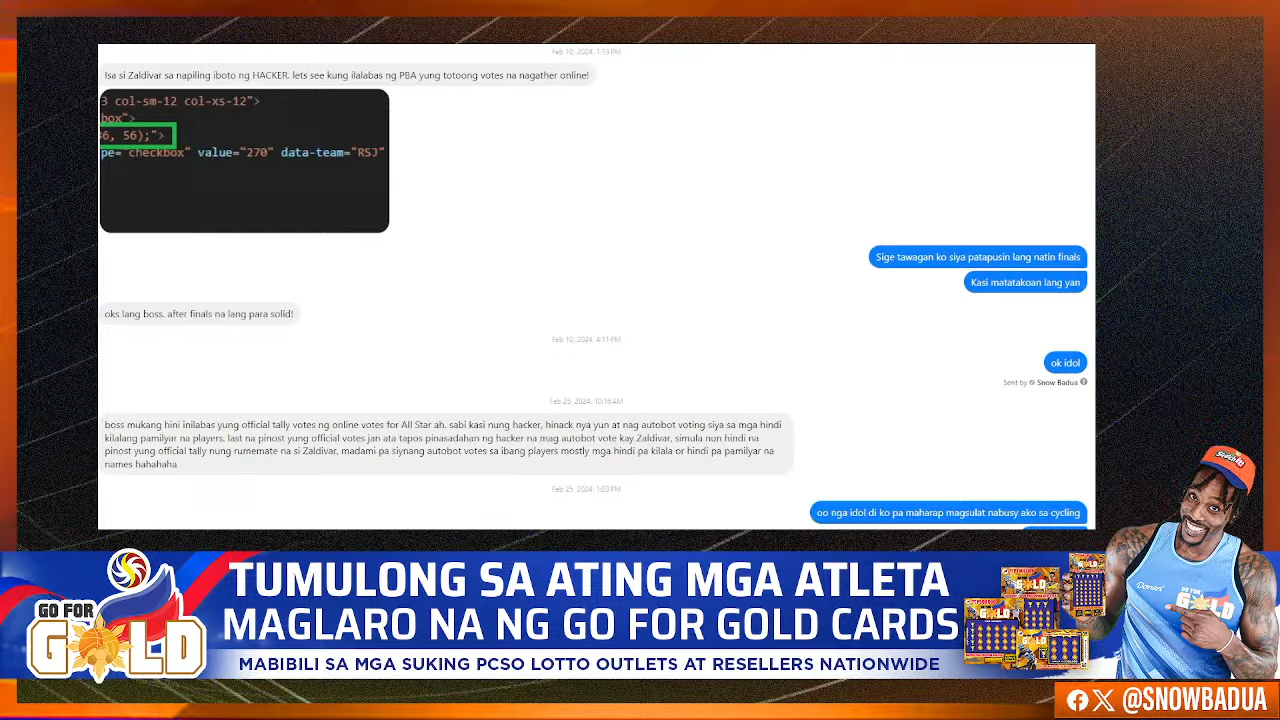 Feb 10, 2024, 1:13 PM
Isa si Zaldivar sa napiling iboto ng HACKER. lets see kung ilalabas ng PBA yung totoong votes na nagather online!
3 col-sm-12 col-xs-12">
box">
36, 56);">
pe="checkbox" value="270" data-team="RSJ"
Sige tawagan ko siya patapusin lang natin finals
Kasi matatakoan lang yan
oks lang boss. after finals na lang para solid!
Feb 10, 2024, 4:11 PM
ok idol
Sent by Snow Badua
Feb 25, 2024, 10:16 AM
boss mukang hini inilabas yung official tally votes ng online votes for All Star ah. sabi kasi nung hacker, hinack nya yun at nag autobot voting siya sa mga hindi
kilalang pamilyar na players. last na pinost yung official votes jan ata tapos pinasadahan ng hacker na mag autobot vote kay Zaldivar, simula nun hindi na
pinost yung official tally nung rumemate na si Zaldivar, madami pa siynang autobot votes sa ibang players mostly mga hindi pa kilala or hindi pa pamilyar na
names hahahaha
Feb 25, 2024, 1:03 PM
oo nga idol di ko pa maharap magsulat nabusy ako sa cycling
GO FOR
GOLD
TUMULONG SA ATING MGA ATLETA
MAGLARO NA NG GO FOR GOLD CARDS
MABIBILI SA MGA SUKING PCSO LOTTO OUTLETS AT RESELLERS NATIONWIDE
@SNOWBADUA